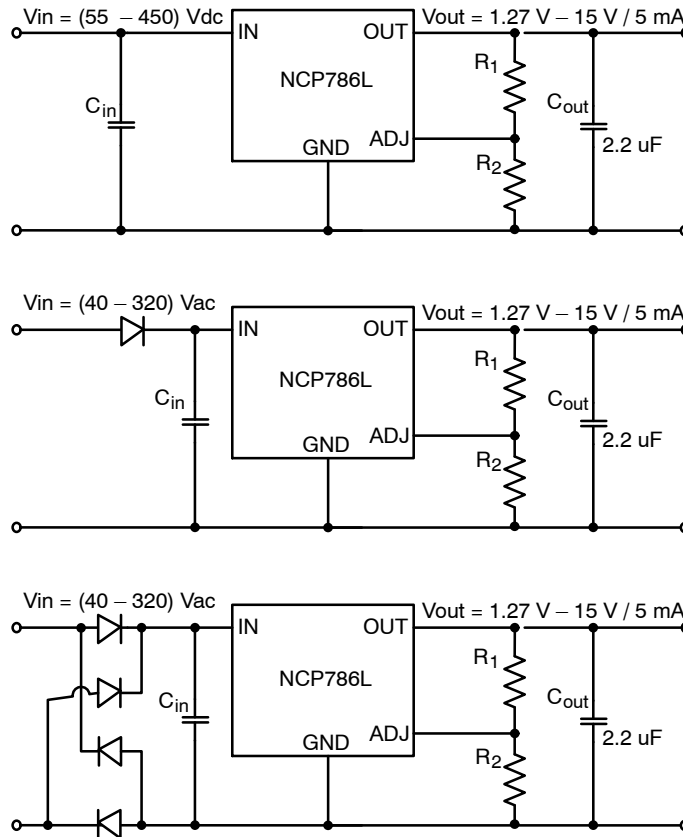 Vin = (55 – 450) Vdc
IN
OUT
Vout = 1.27 V – 15 V / 5 mA
R1
NCP786L
Cin
Cout
ADJ
2.2 uF
GND
R2
Vin = (40 – 320) Vac
IN
OUT
Vout = 1.27 V – 15 V / 5 mA
R1
NCP786L
Cin
Cout
ADJ
2.2 uF
GND
R2
Vin = (40 – 320) Vac
IN
OUT
Vout = 1.27 V – 15 V / 5 mA
R1
NCP786L
Cin
Cout
ADJ
2.2 uF
GND
R2